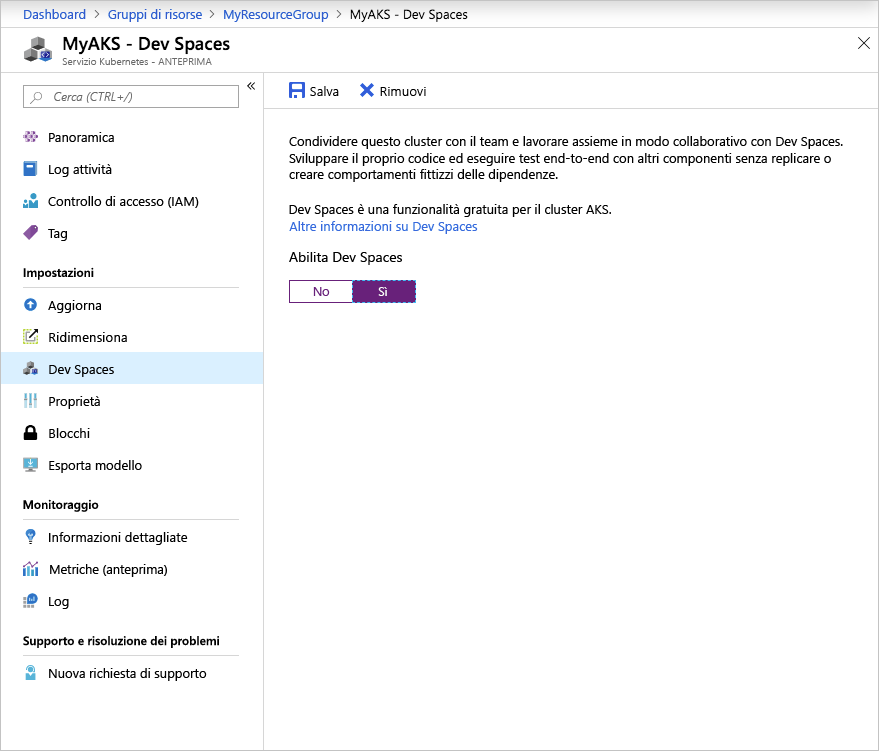 Dashboard > Gruppi di risorse > MyResourceGroup > MyAKS - Dev Spaces
MyAKS - Dev Spaces
Servizio Kubernetes - ANTEPRIMA
Cerca (CTRL+/)
«
Panoramica
Log attività
Controllo di accesso (IAM)
Tag
Impostazioni
Aggiorna
Ridimensiona
Dev Spaces
Proprietà
Blocchi
Esporta modello
Monitoraggio
Informazioni dettagliate
Metriche (anteprima)
Log
Supporto e risoluzione dei problemi
Nuova richiesta di supporto
Salva
Rimuovi
Condividere questo cluster con il team e lavorare assieme in modo collaborativo con Dev Spaces.
Sviluppare il proprio codice ed eseguire test end-to-end con altri componenti senza replicare o
creare comportamenti fittizzi delle dipendenze.
Dev Spaces è una funzionalità gratuita per il cluster AKS.
Altre informazioni su Dev Spaces
Abilita Dev Spaces
No
Sì